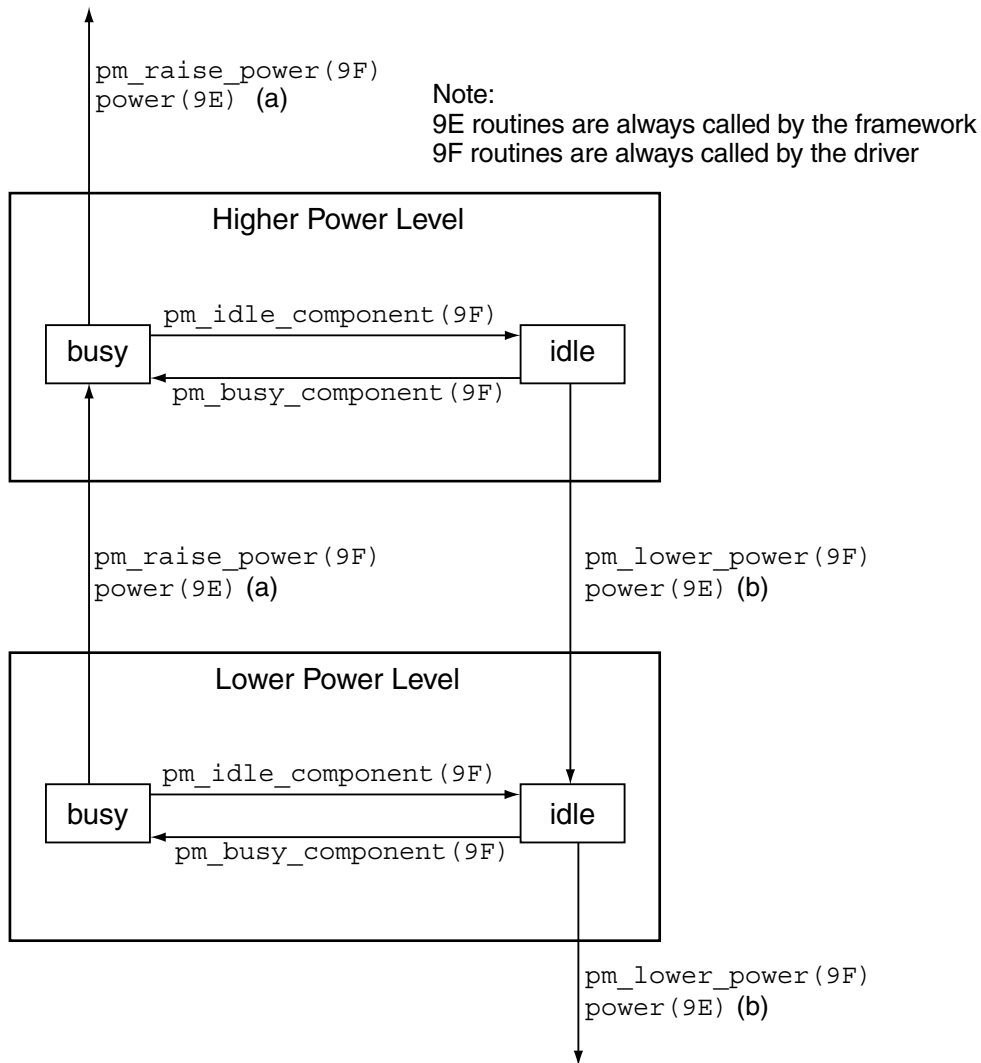 pm_raise_power(9F)
power(9E) (a)
Note:
9E routines are always called by the framework
9F routines are always called by the driver
Higher Power Level
pm_idle_component(9F)
busy
idle
pm_busy_component(9F)
pm_raise_power(9F)
power(9E) (a)
pm_lower_power(9F)
power(9E) (b)
Lower Power Level
pm_idle_component(9F)
busy
idle
pm_busy_component(9F)
pm_lower_power(9F)
power(9E) (b)